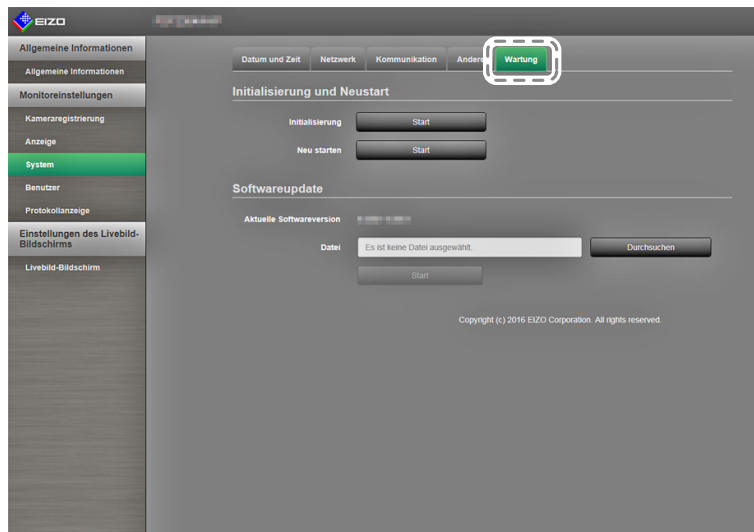 EIZO
Allgemeine Informationen
Allgemeine Informationen
Monitoreinstellungen
Kameraregistrierung
Anzeige
System
Benutzer
Protokollanzeige
Einstellungen des Livebild-
Bildschirms
Livebild-Bildschirm
Datum und Zeit Netzwerk Kommunikation Andere Wartung
Initialisierung und Neustart
Initialisierung Start
Neu starten Start
Softwareupdate
Aktuelle Softwareversion
Datei Es ist keine Datei ausgewählt. Durchsuchen
Start
Copyright (c) 2016 EIZO Corporation. All rights reserved.